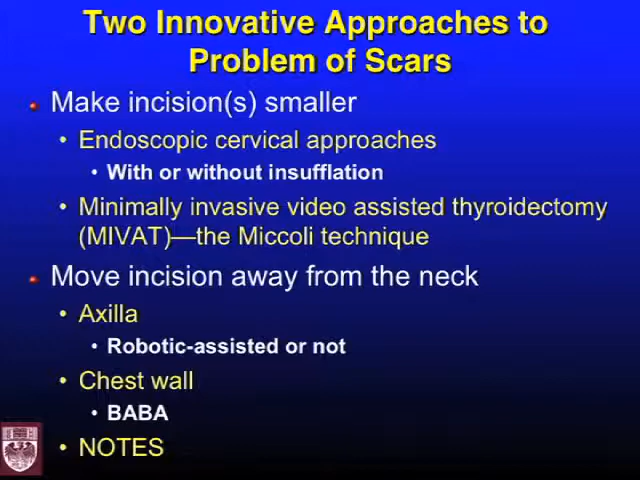 Two Innovative Approaches to
Problem of Scars
Make incision(s) smaller
• Endoscopic cervical approaches
• With or without insufflation
• Minimally invasive video assisted thyroidectomy
(MIVAT)—the Miccoli technique
Move incision away from the neck
• Axilla
• Robotic-assisted or not
• Chest wall
• BABA
• NOTES